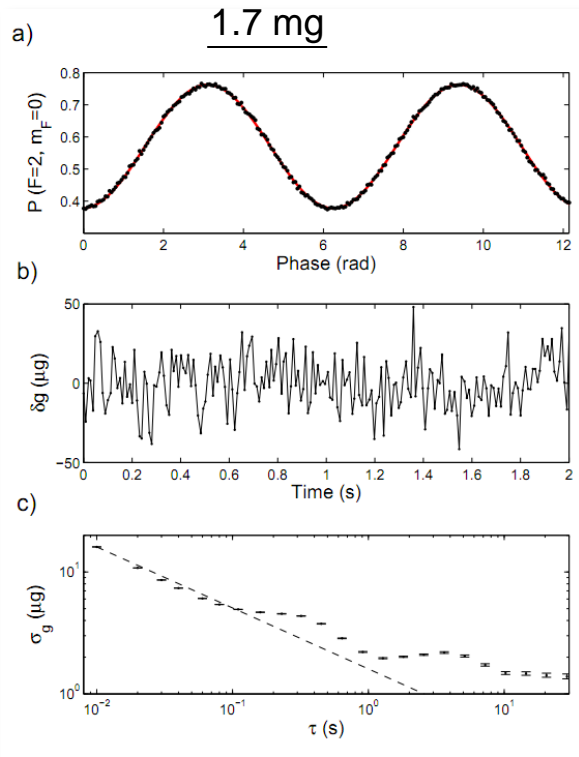 1.7 mg
a)
P (F=2, m_F=0)
0.8
0.7
0.6
0.5
0.4
0 2 4 6 8 10 12
Phase (rad)
b)
δg (μg)
50
0
−50
0 0.2 0.4 0.6 0.8 1 1.2 1.4 1.6 1.8 2
Time (s)
c)
σ_g (μg)
10^1
10^0
10^−2 10^−1 10^0 10^1
τ (s)